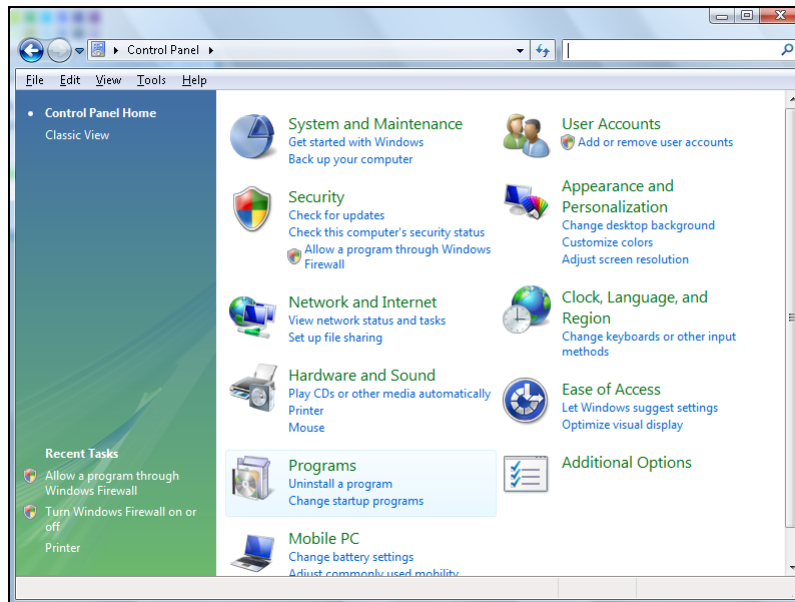 Control Panel
File Edit View Tools Help
Control Panel Home
Classic View
Recent Tasks
Allow a program through
Windows Firewall
Turn Windows Firewall on or
off
Printer
System and Maintenance
Get started with Windows
Back up your computer
Security
Check for updates
Check this computer's security status
Allow a program through Windows
Firewall
Network and Internet
View network status and tasks
Set up file sharing
Hardware and Sound
Play CDs or other media automatically
Printer
Mouse
Programs
Uninstall a program
Change startup programs
Mobile PC
Change battery settings
Adjust commonly used mobility
User Accounts
Add or remove user accounts
Appearance and
Personalization
Change desktop background
Customize colors
Adjust screen resolution
Clock, Language, and
Region
Change keyboards or other input
methods
Ease of Access
Let Windows suggest settings
Optimize visual display
Additional Options